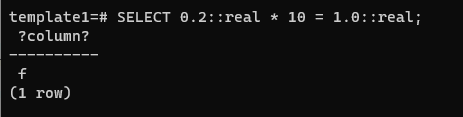 template1=# SELECT 0.2::real * 10 = 1.0::real;
 ?column?
----------
 f
(1 row)